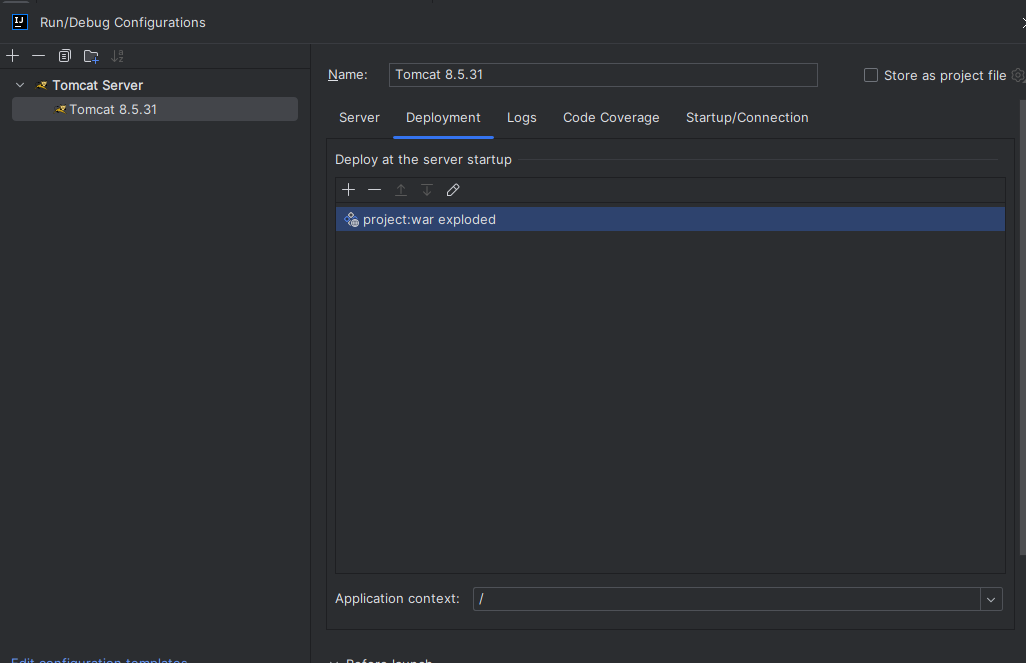 Run/Debug Configurations
Tomcat Server
Tomcat 8.5.31
Name: Tomcat 8.5.31 Store as project file
Server Deployment Logs Code Coverage Startup/Connection
Deploy at the server startup
project:war exploded
Application context: /
Edit configuration templates
Before launch